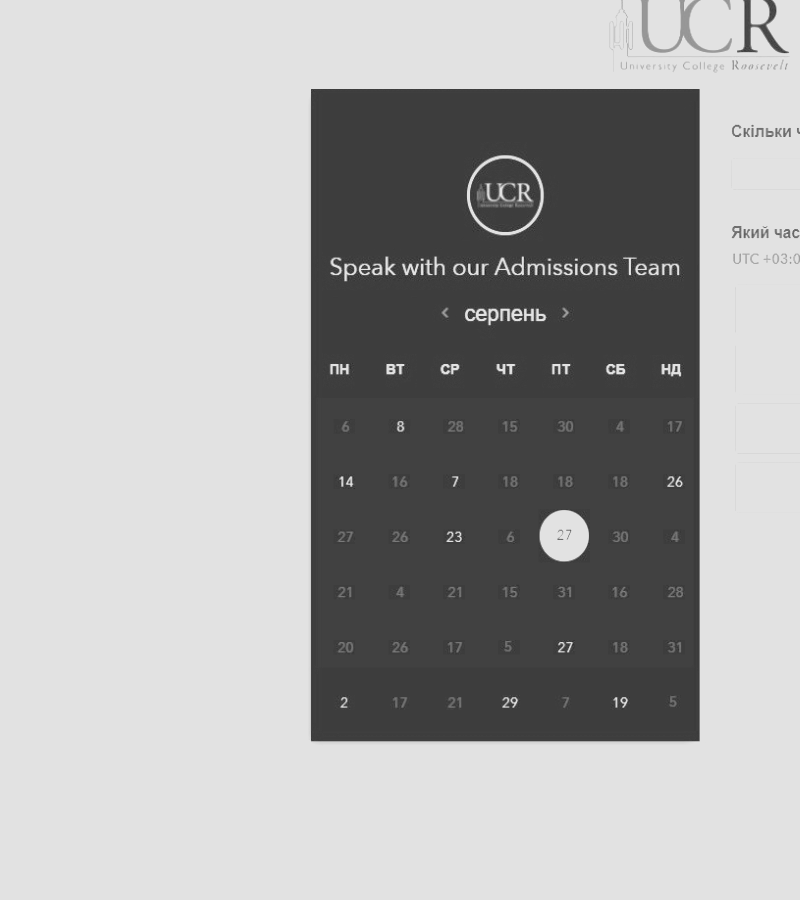 UCR
University College Roosevelt
UCR
Speak with our Admissions Team
< серпень >
ПН ВТ СР ЧТ ПТ СБ НД
6 8 28 15 30 4 17
14 16 7 18 18 18 26
27 26 23 6 27 30 4
21 4 21 15 31 16 28
20 26 17 5 27 18 31
2 17 21 29 7 19 5
Скільки ч
Який час
UTC +03:0